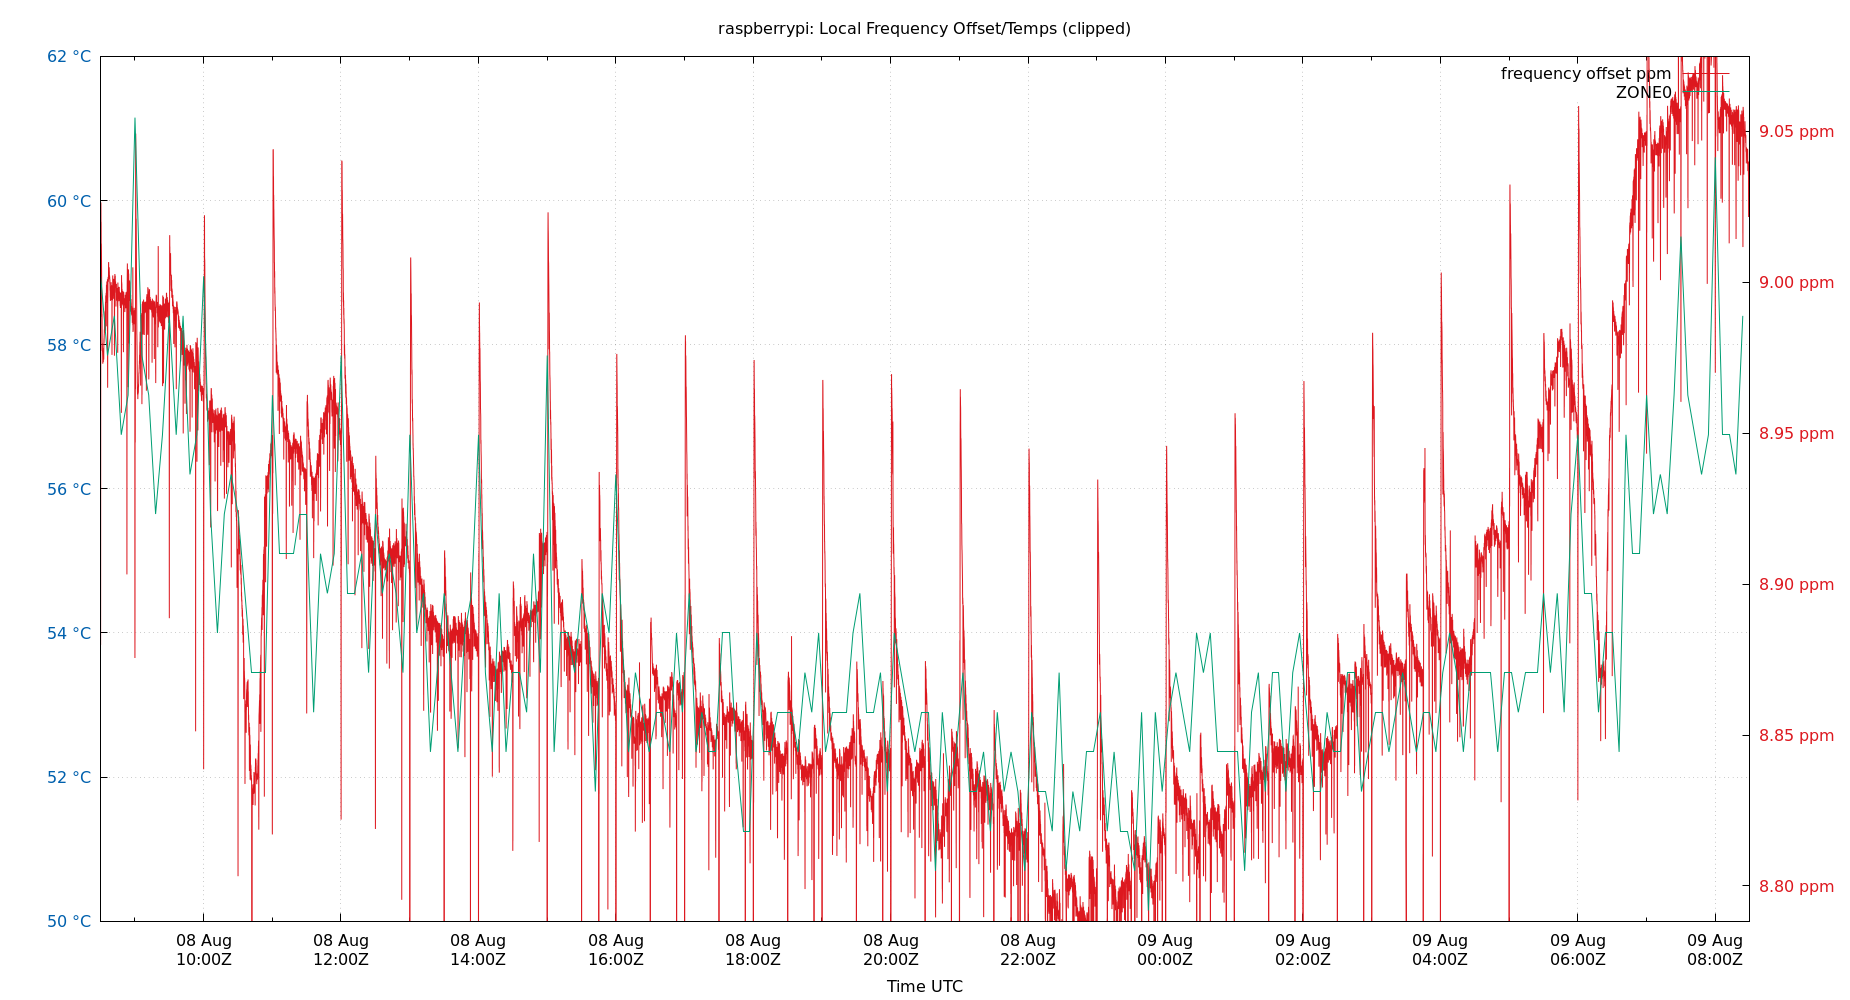 raspberrypi: Local Frequency Offset/Temps (clipped)
62 °C
60 °C
58 °C
56 °C
54 °C
52 °C
50 °C
frequency offset ppm
ZONE0
9.05 ppm
9.00 ppm
8.95 ppm
8.90 ppm
8.85 ppm
8.80 ppm
08 Aug 08 Aug 08 Aug 08 Aug 08 Aug 08 Aug 08 Aug 09 Aug 09 Aug 09 Aug 09 Aug 09 Aug
10:00Z 12:00Z 14:00Z 16:00Z 18:00Z 20:00Z 22:00Z 00:00Z 02:00Z 04:00Z 06:00Z 08:00Z
Time UTC